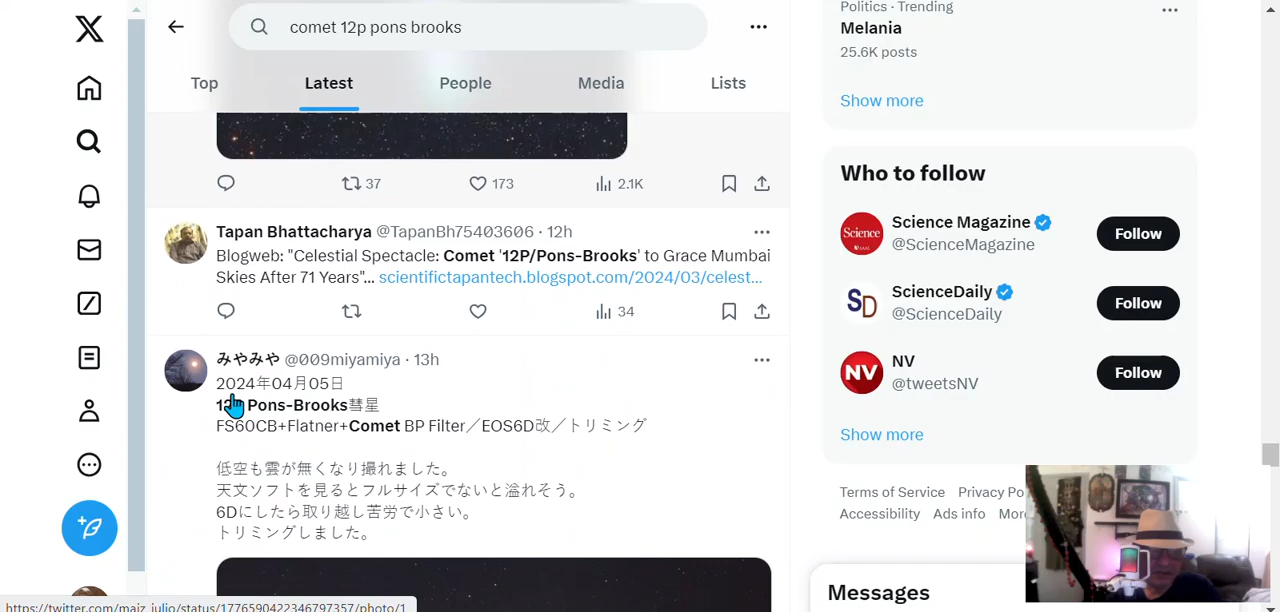 comet 12p pons brooks
Top
Latest
People
Media
Lists
37
173
2.1K
Tapan Bhattacharya @TapanBh75403606 · 12h
Blogweb: "Celestial Spectacle: Comet '12P/Pons-Brooks' to Grace Mumbai
Skies After 71 Years"... scientifictapantech.blogspot.com/2024/03/celest...
34
みやみや @009miyamiya · 13h
2024年04月05日
12P Pons-Brooks彗星
FS60CB+Flatner+Comet BP Filter／EOS6D改／トリミング
低空も雲が無くなり撮れました。
天文ソフトを見るとフルサイズでないと溢れそう。
6Dにしたら取り越し苦労で小さい。
トリミングしました。
https://twitter.com/maiz_julio/status/1776590422346797357/photo/1
Politics · Trending
Melania
25.6K posts
Show more
Who to follow
Science Magazine
@ScienceMagazine
Follow
ScienceDaily
@ScienceDaily
Follow
NV
@tweetsNV
Follow
Show more
Terms of Service Privacy Po
Accessibility Ads info Mor
Messages